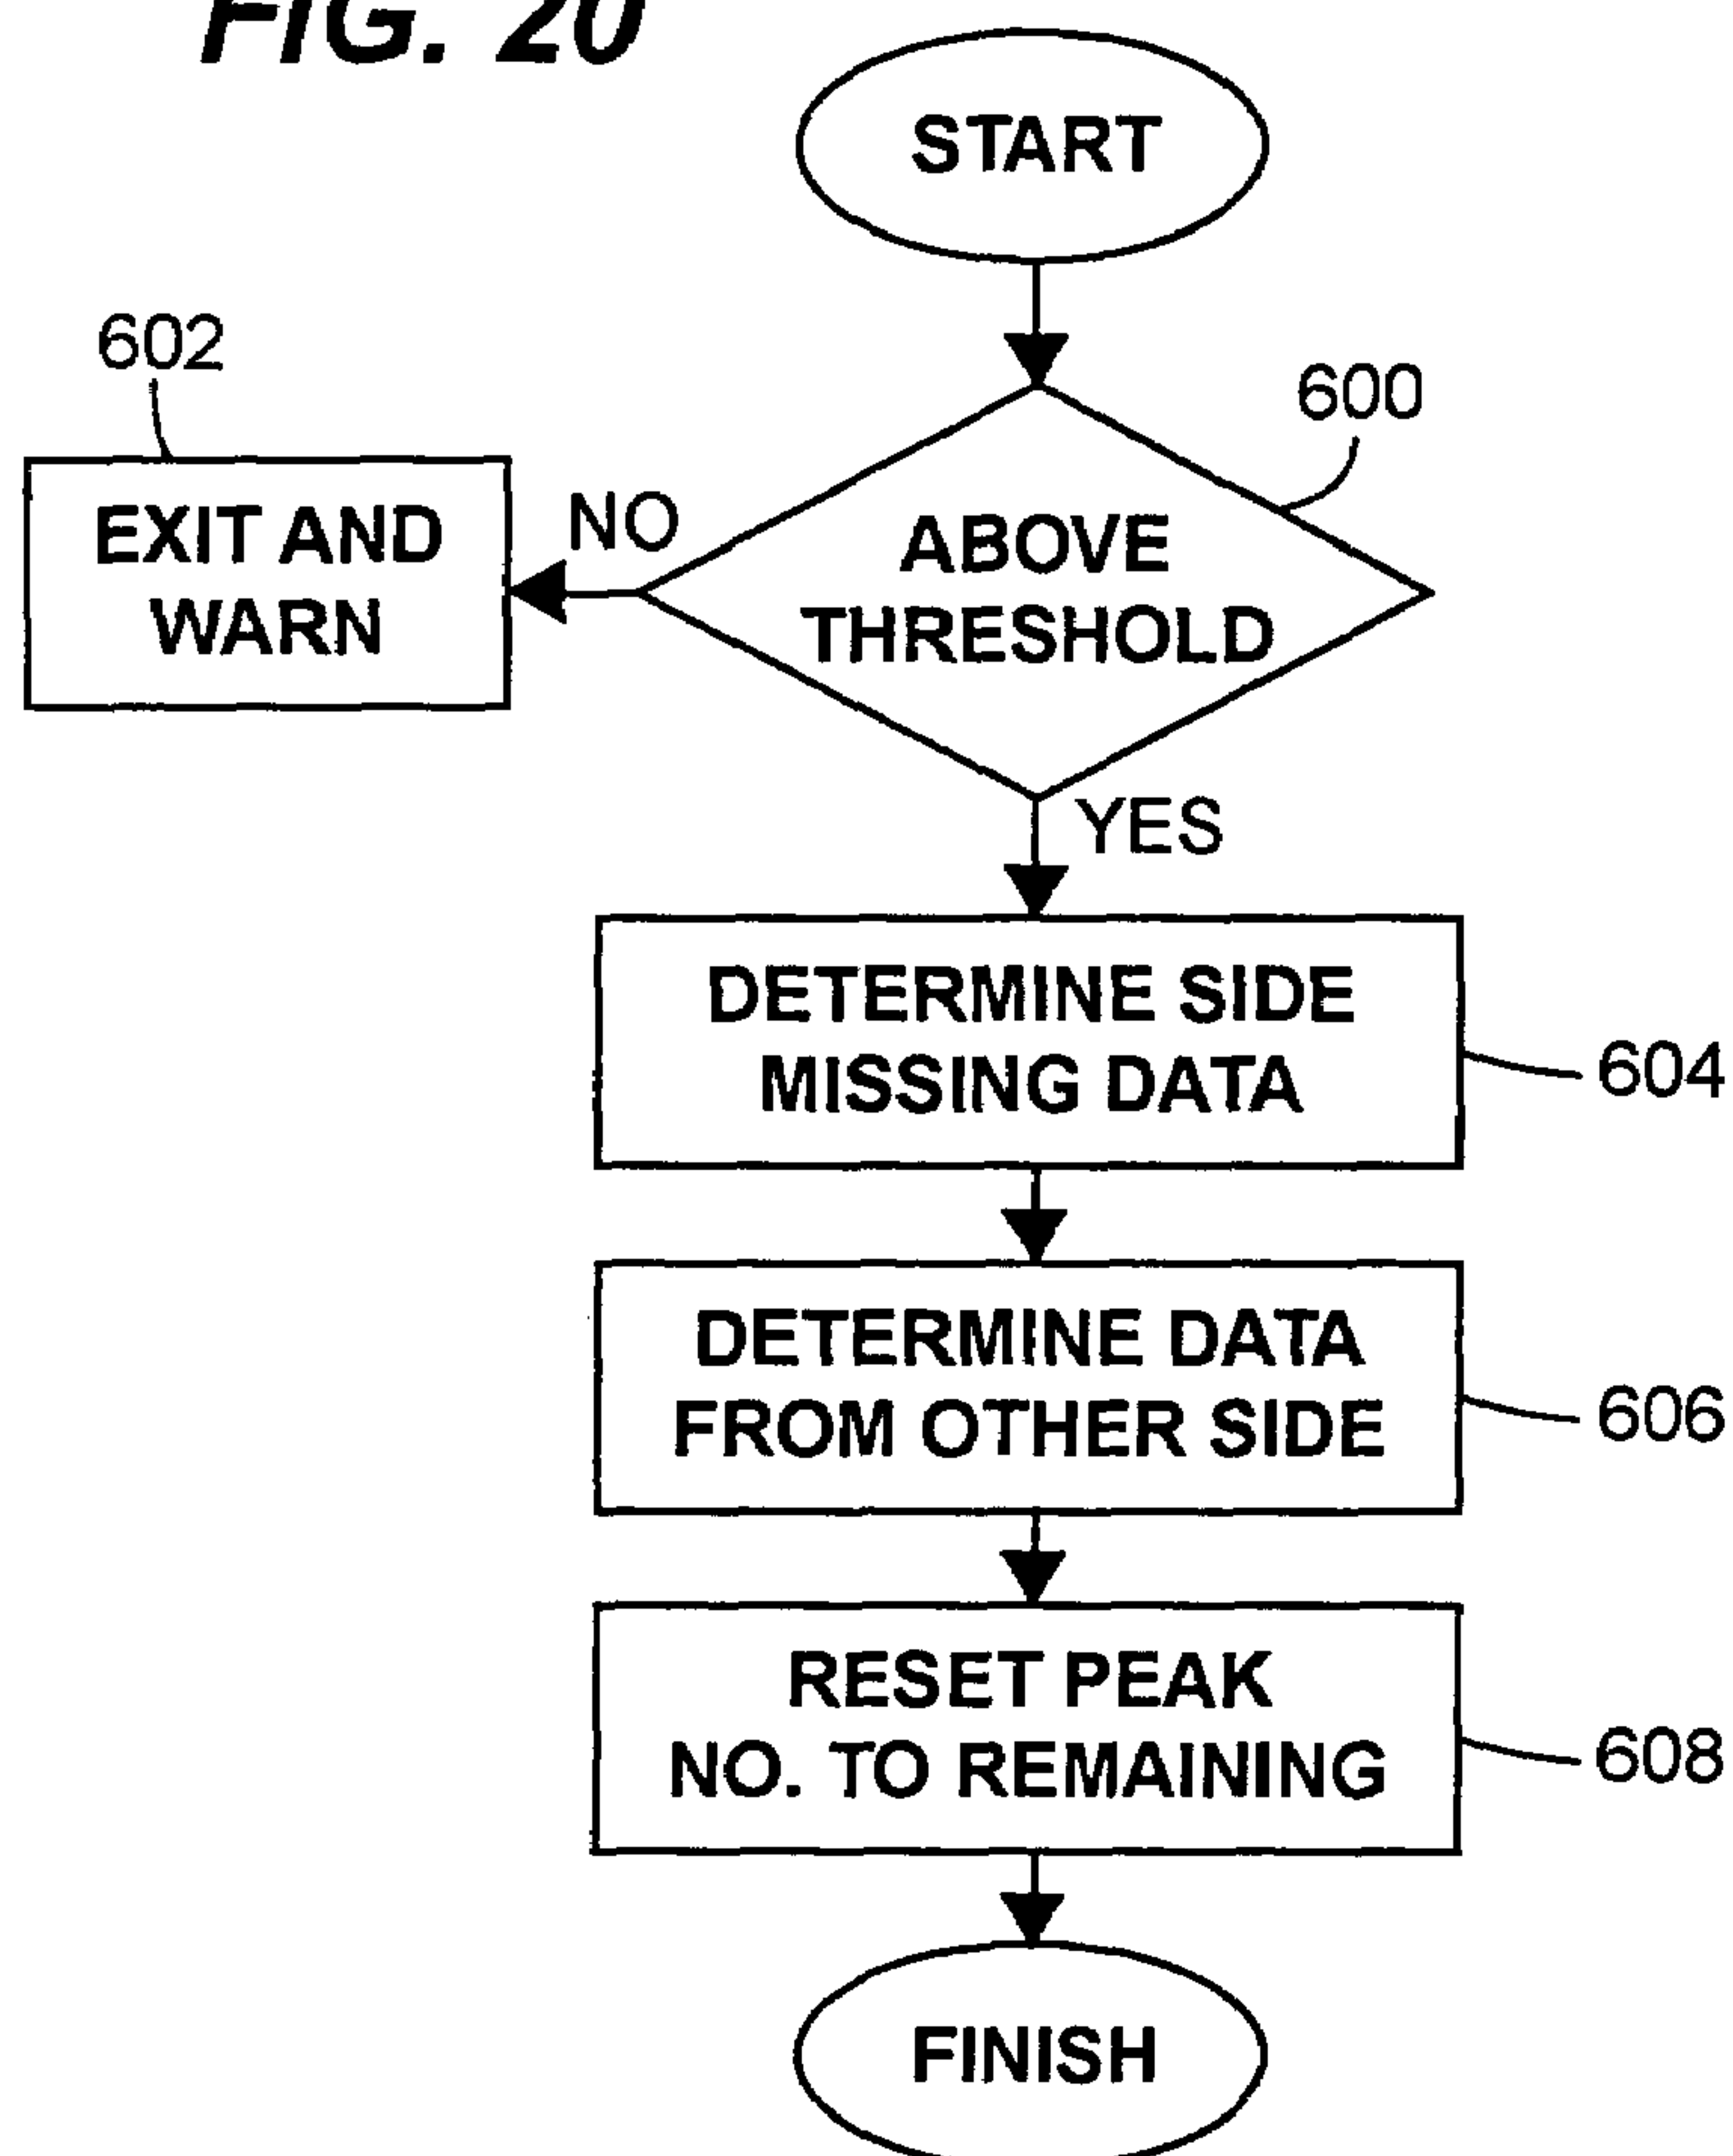 FIG. 20
START
602
600
EXIT AND
WARN
NO
ABOVE
THRESHOLD
YES
DETERMINE SIDE
MISSING DATA
604
DETERMINE DATA
FROM OTHER SIDE
606
RESET PEAK
NO. TO REMAINING
608
FINISH